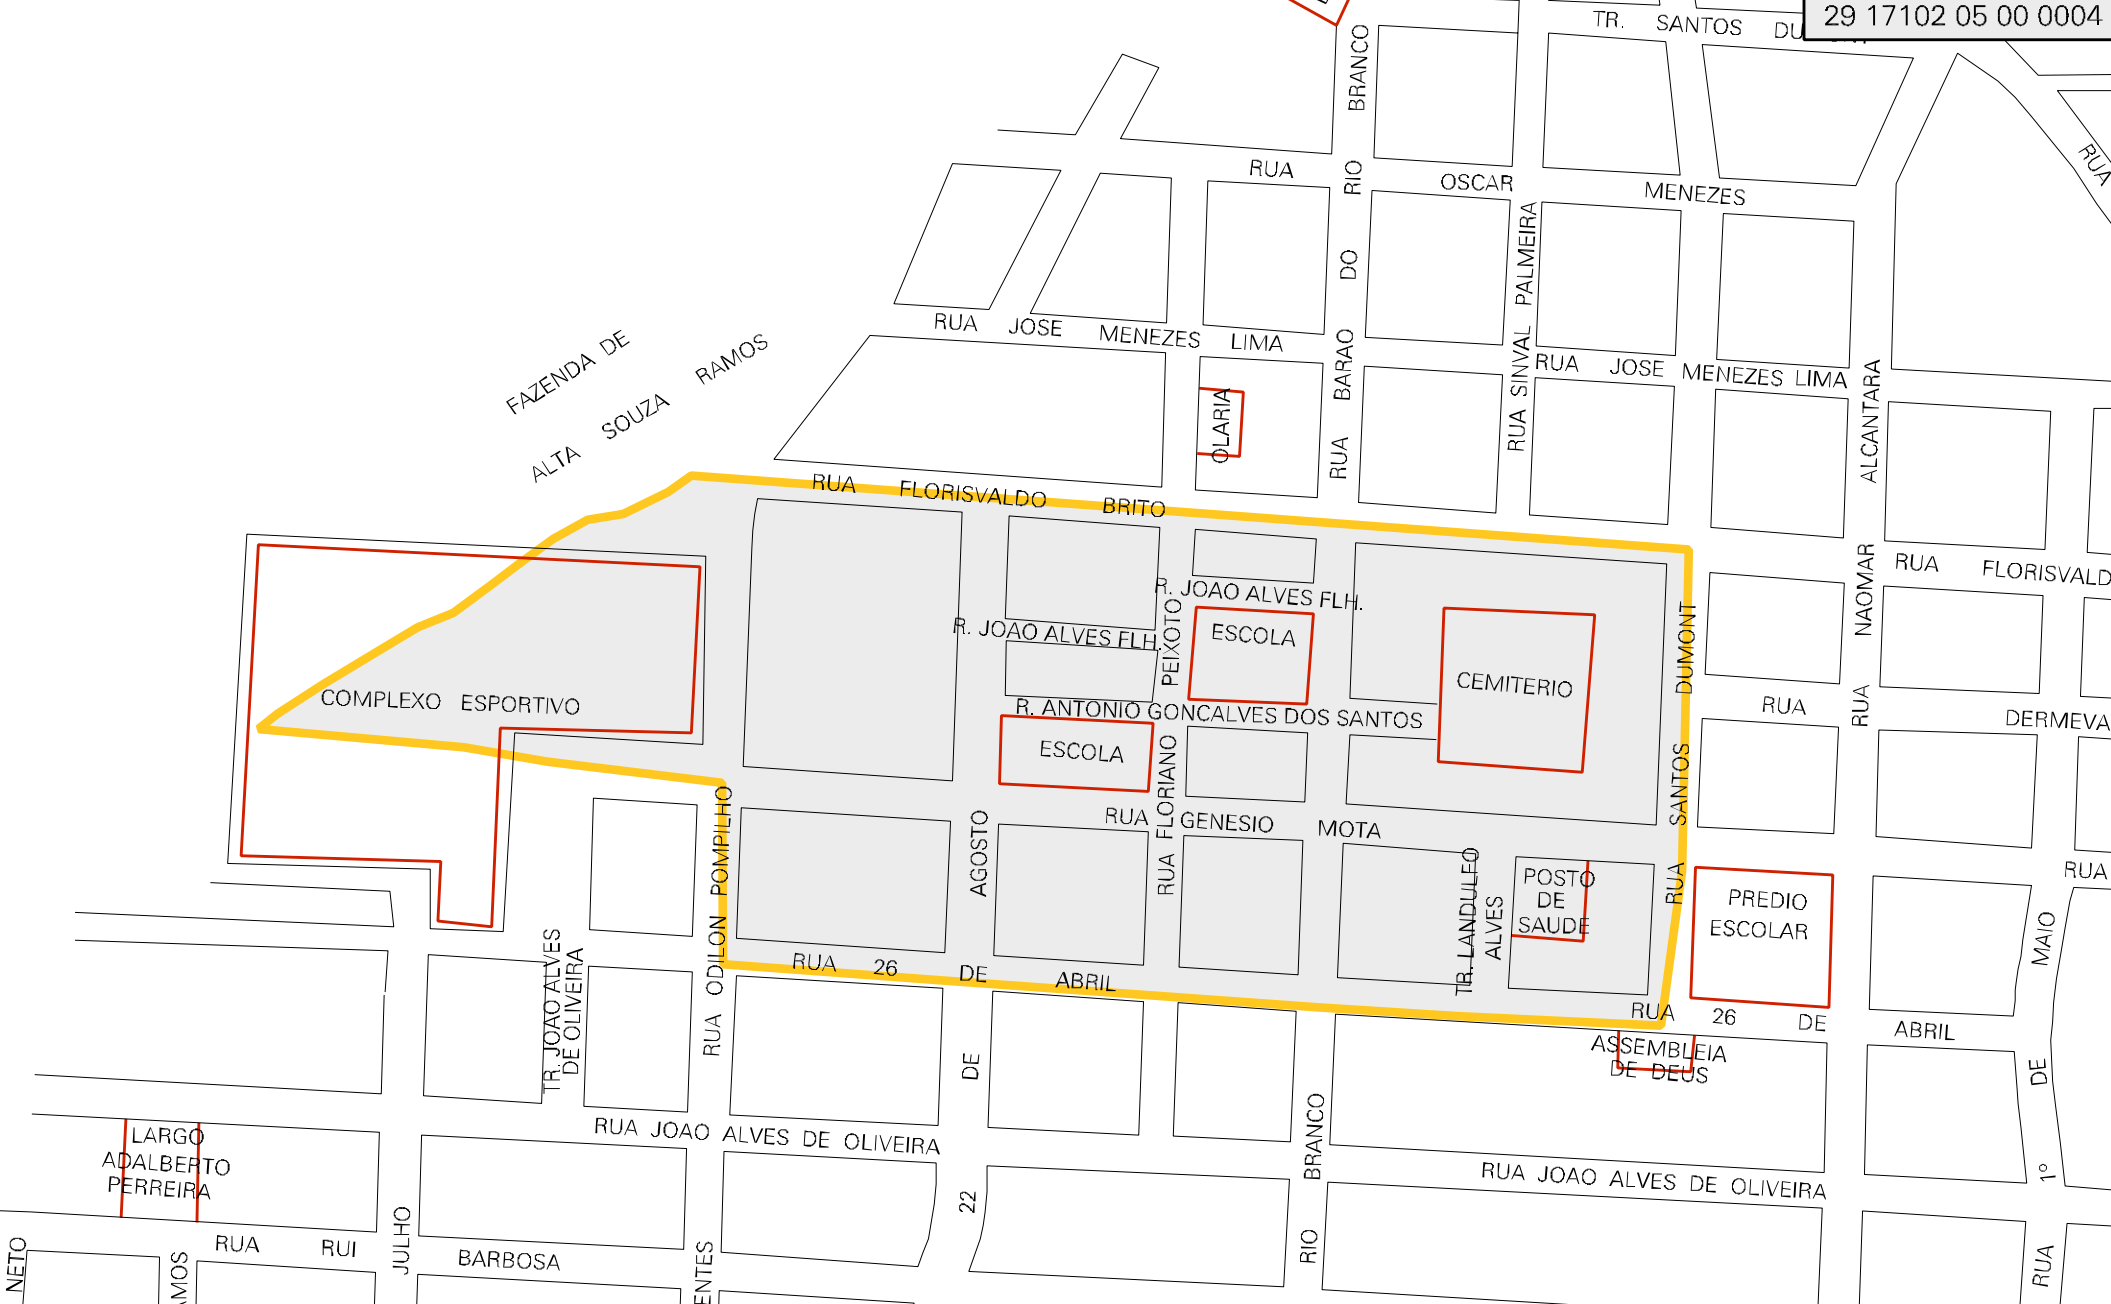 29 17102 05 00 0004
TR. SANTOS
RUA OSCAR MENEZES
RUA
RUA BARAO DO RIO BRANCO
RUA SINVAL PALMEIRA
RUA JOSE MENEZES LIMA
RUA JOSE MENEZES LIMA
FAZENDA DE
ALTA SOUZA RAMOS
OLARIA
RUA NAOMAR ALCANTARA
RUA FLORISVALDO BRITO
RUA FLORISVALD
R. JOAO ALVES FLH.
R. JOAO ALVES FLH.
ESCOLA
CEMITERIO
COMPLEXO ESPORTIVO
R. ANTONIO GONCALVES DOS SANTOS
RUA DERMEVA
ESCOLA
RUA FLORIANO PEIXOTO
RUA SANTOS DUMONT
RUA GENESIO MOTA
RUA
RUA ODILON POMPILHO
22 DE AGOSTO
TR. LANDULFO
ALVES
POSTO
DE
SAUDE
PREDIO
ESCOLAR
RUA 26 DE ABRIL
RUA 26 DE ABRIL
RUA 1º DE MAIO
TR. JOAO ALVES
DE OLIVEIRA
ASSEMBLEIA
DE DEUS
RUA JOAO ALVES DE OLIVEIRA
RUA JOAO ALVES DE OLIVEIRA
RIO BRANCO
LARGO
ADALBERTO
PERREIRA
RUA RUI BARBOSA
JULHO
NETO
AMOS
ENTES